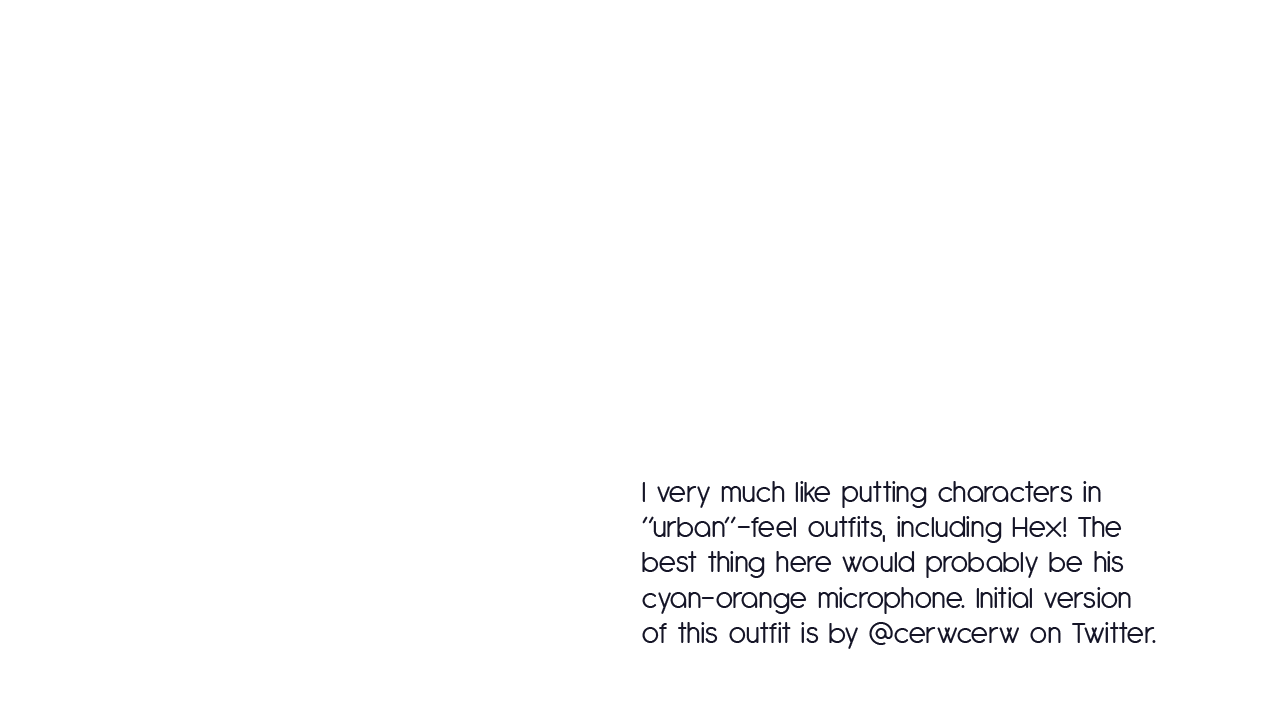 I very much like putting characters in
"urban"-feel outfits, including Hex! The
best thing here would probably be his
cyan-orange microphone. Initial version
of this outfit is by @cerwcerw on Twitter.